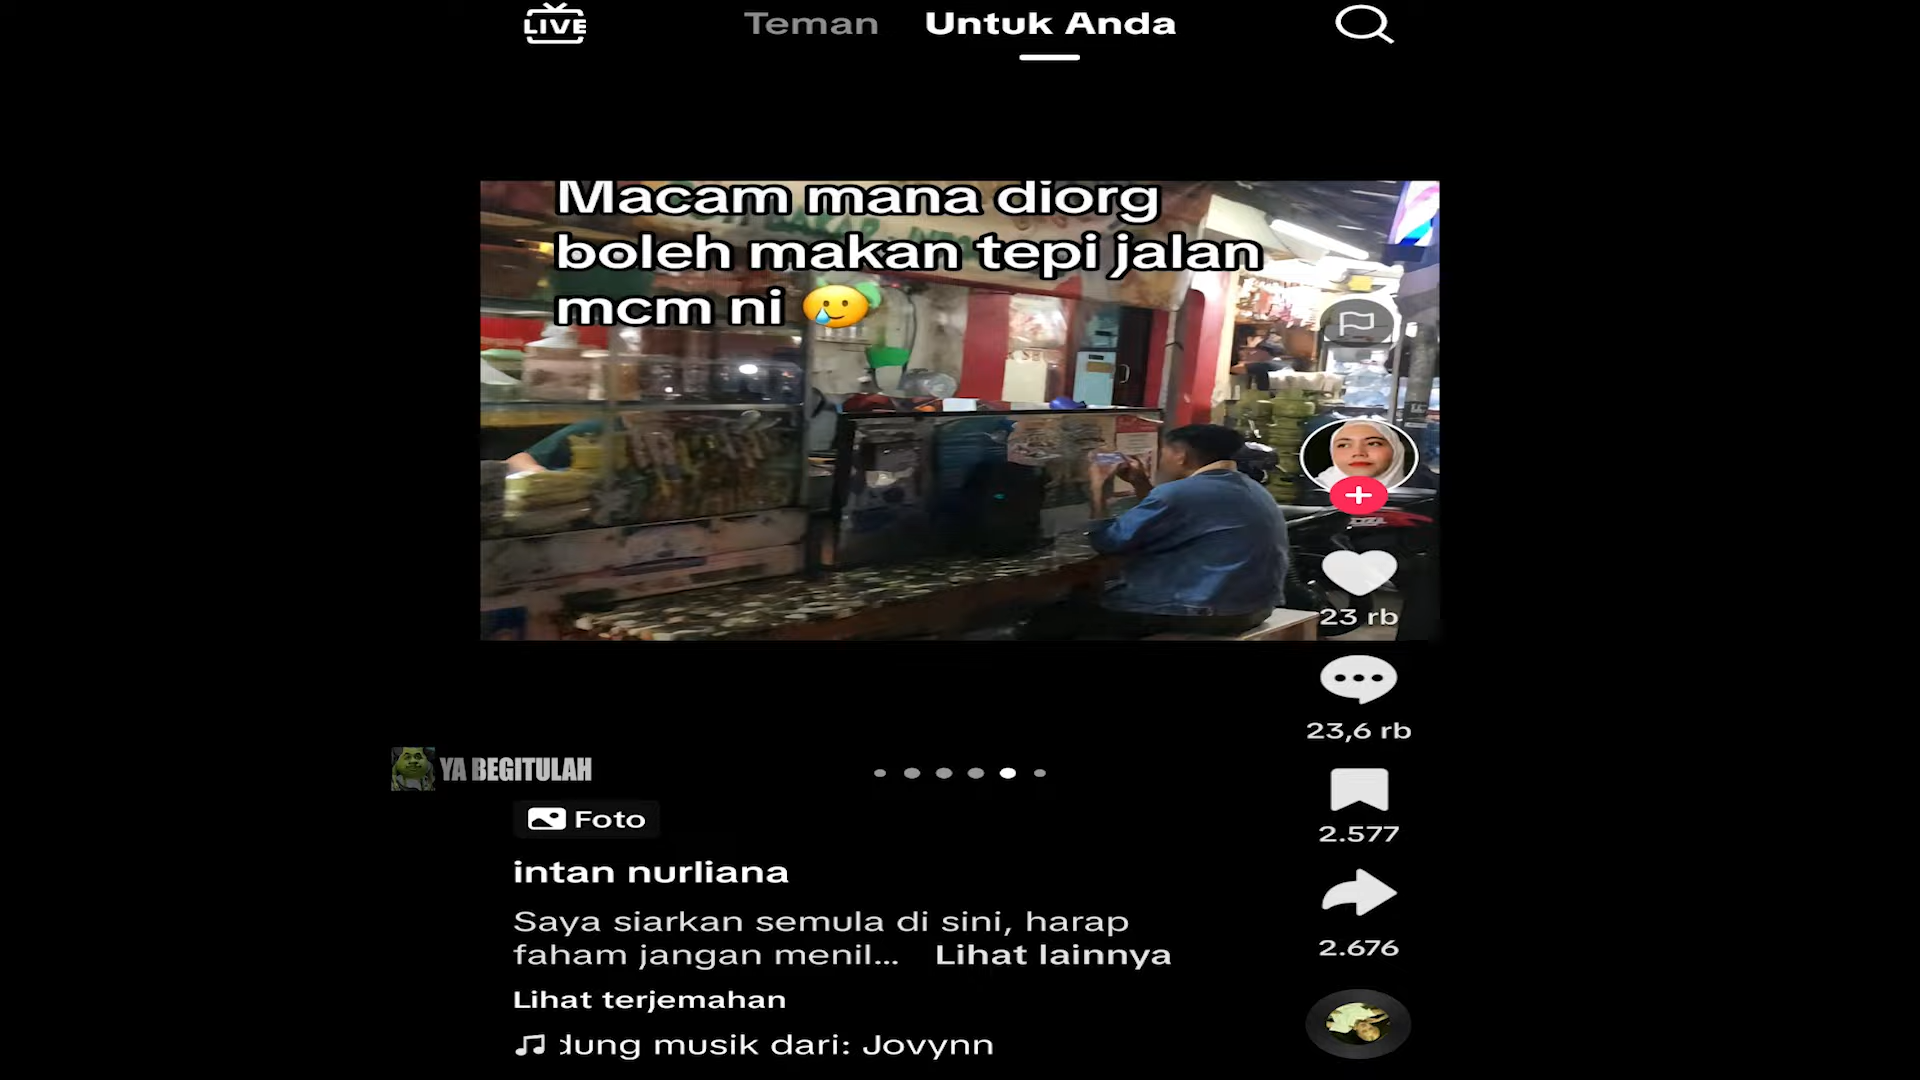 LIVE
Teman
Untuk Anda
Macam mana diorg
boleh makan tepi jalan
mcm ni
23 rb
23,6 rb
YA BEGITULAH
2.577
Foto
intan nurliana
Saya siarkan semula di sini, harap
faham jangan menil... Lihat lainnya
2.676
Lihat terjemahan
dung musik dari: Jovynn